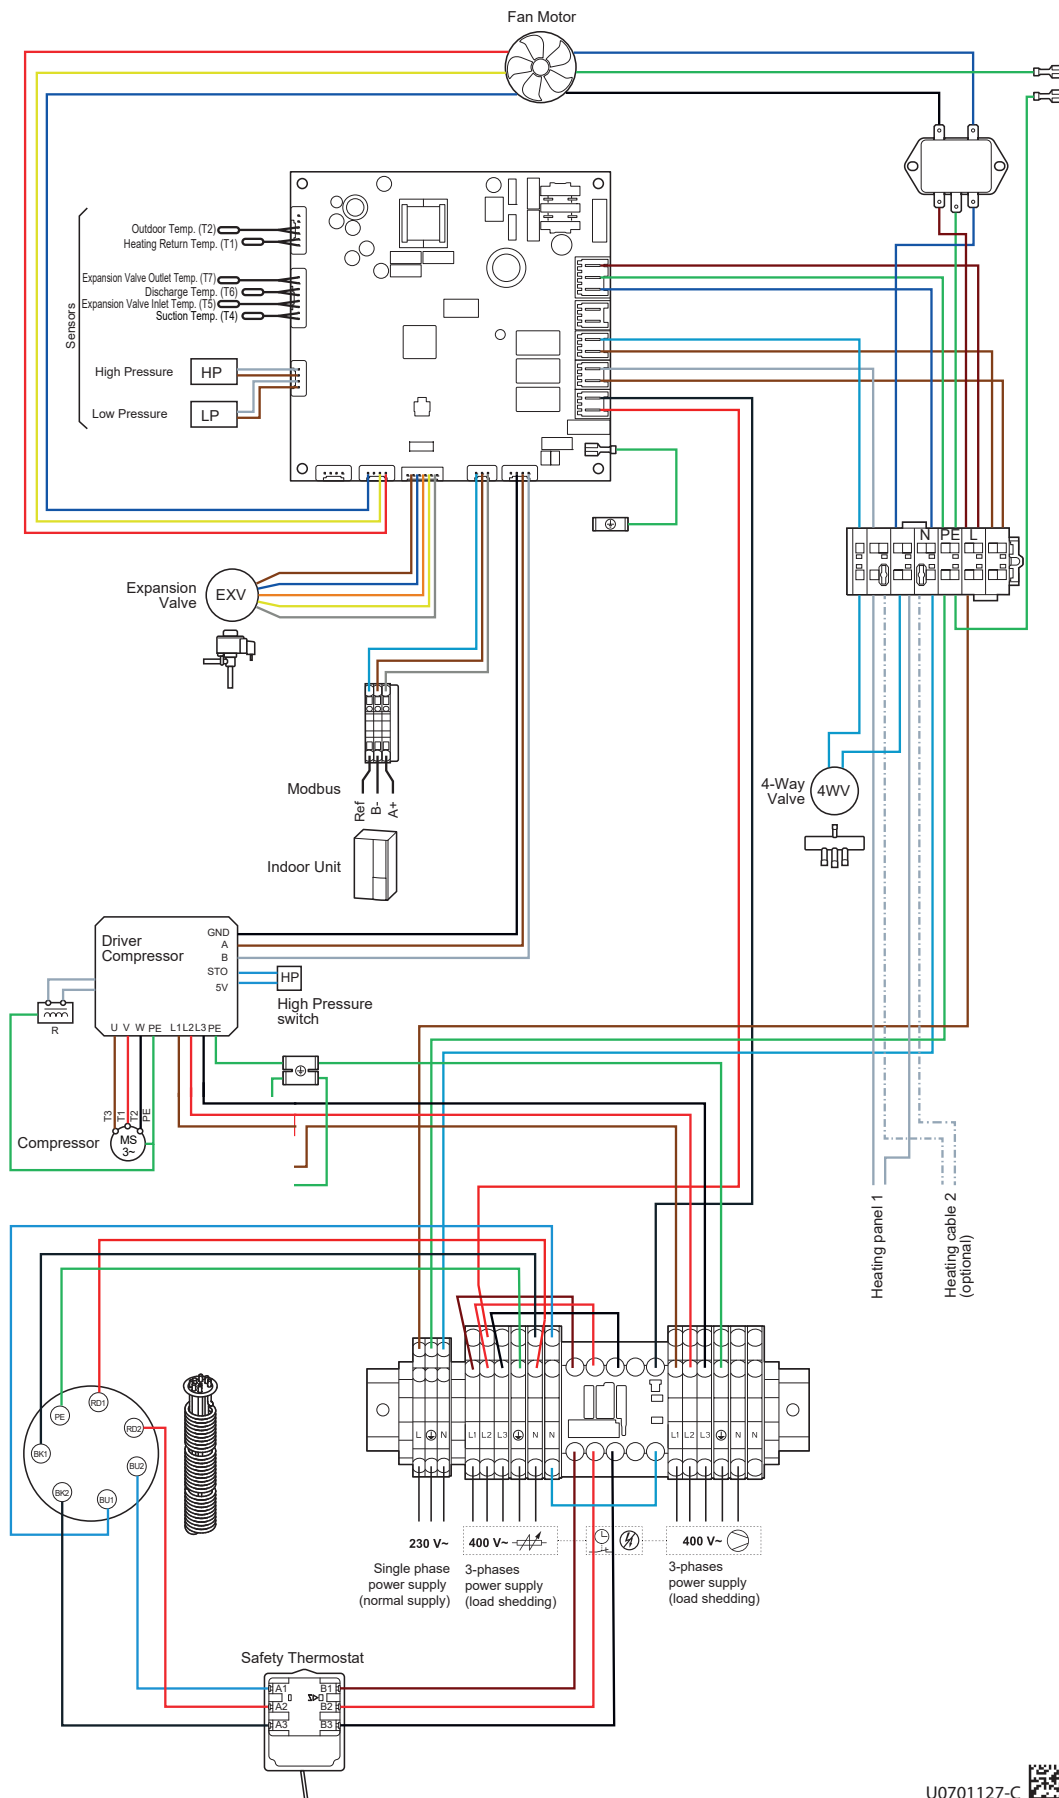 Fan Motor
Outdoor Temp. (T2)
Heating Return Temp. (T1)
Expansion Valve Outlet Temp. (T7)
Discharge Temp. (T6)
Expansion Valve Inlet Temp. (T5)
Suction Temp. (T4)
Sensors
High Pressure
HP
Low Pressure
LP
N PE L
Expansion
Valve
EXV
Modbus
Ref
B-
A+
Indoor Unit
4-Way
Valve
4WV
Driver
Compressor
GND
A
B
STO
5V
HP
High Pressure
switch
R
U V W PE L1 L2 L3 PE
T3
T1
T2
PE
Compressor
MS
3~
Heating panel 1
Heating cable 2
(optional)
RD1
PE
RD2
BK1
BU2
BK2
BU1
L N L1 L2 L3 N N L1 L2 L3 N N
230 V~
400 V~
400 V~
Single phase
power supply
(normal supply)
3-phases
power supply
(load shedding)
3-phases
power supply
(load shedding)
Safety Thermostat
A1 B1
A2 B2
A3 B3
U0701127-C